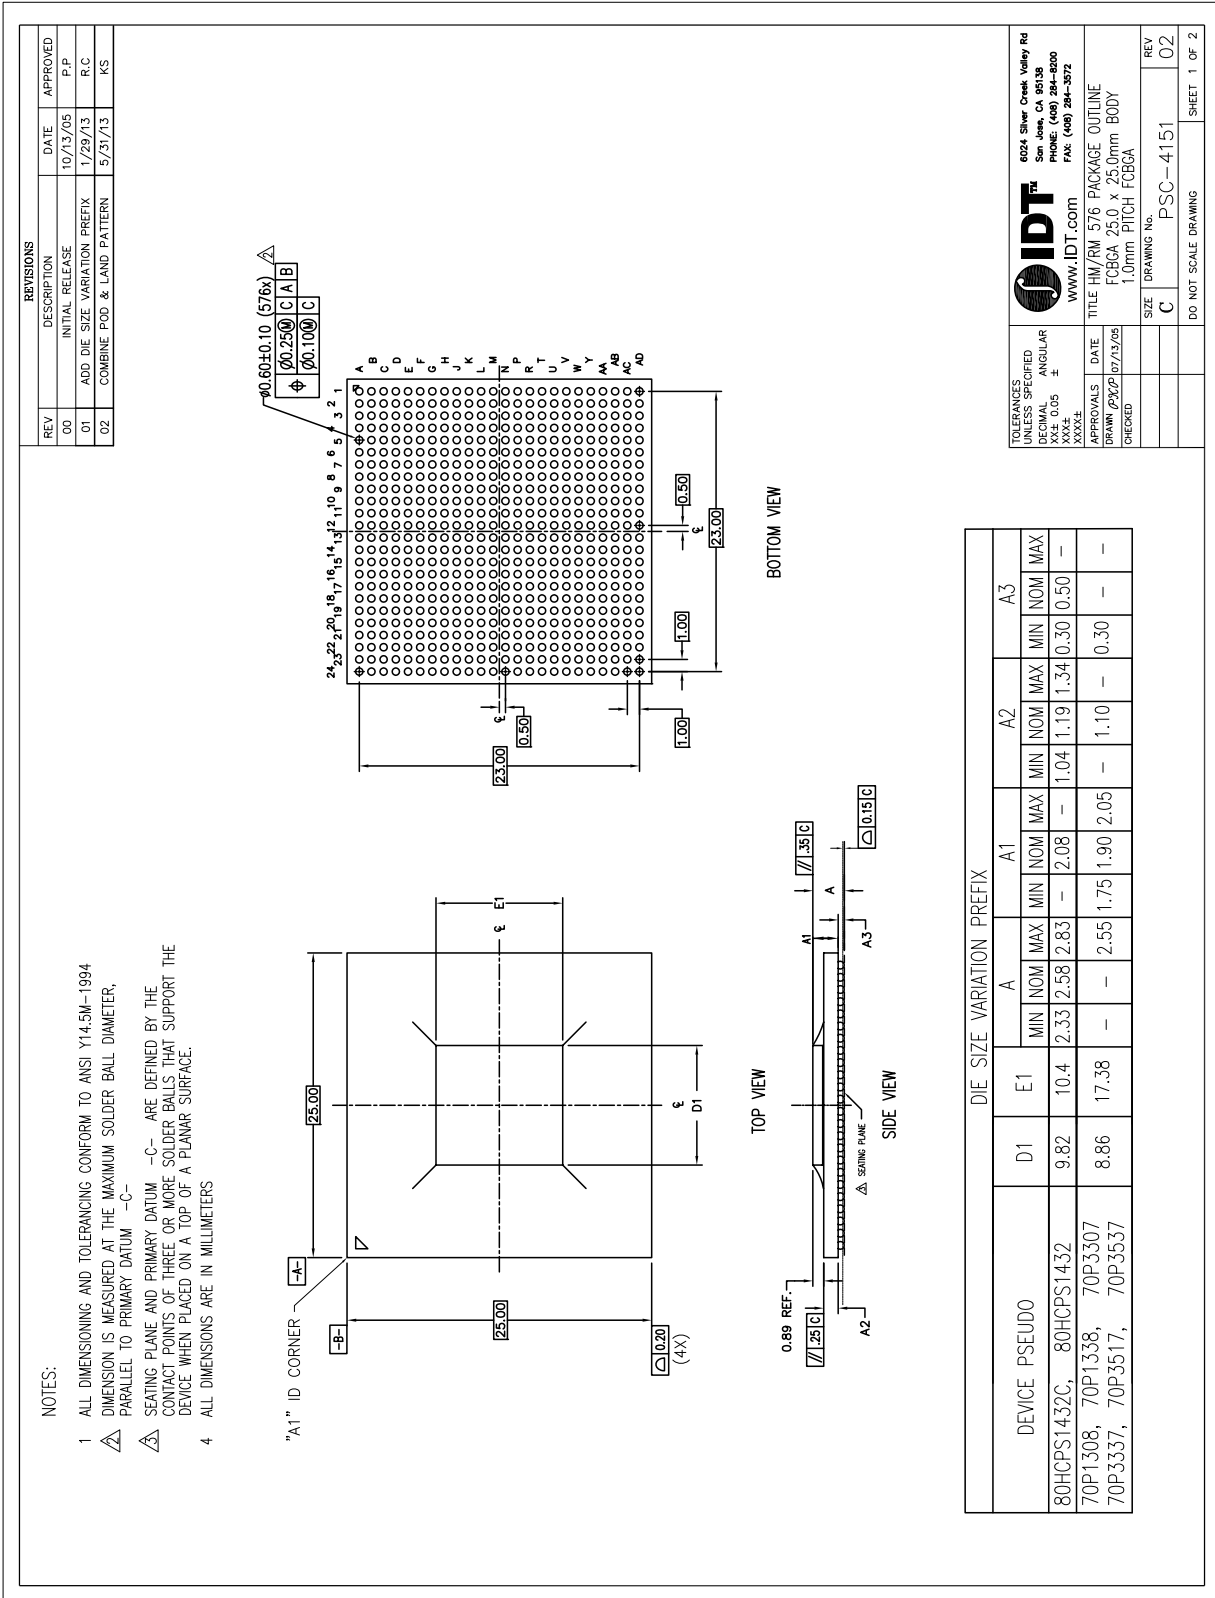 NOTES:
1 ALL DIMENSIONING AND TOLERANCING CONFORM TO ANSI Y14.5M-1994
2 DIMENSION IS MEASURED AT THE MAXIMUM SOLDER BALL DIAMETER,
PARALLEL TO PRIMARY DATUM -C-
3 SEATING PLANE AND PRIMARY DATUM -C- ARE DEFINED BY THE
CONTACT POINTS OF THREE OR MORE SOLDER BALLS THAT SUPPORT THE
DEVICE WHEN PLACED ON A TOP OF A PLANAR SURFACE.
4 ALL DIMENSIONS ARE IN MILLIMETERS
REVISIONS
REV DESCRIPTION DATE APPROVED
00 INITIAL RELEASE 10/13/05 P.P
01 ADD DIE SIZE VARIATION PREFIX 1/29/13 R.C
02 COMBINE POD & LAND PATTERN 5/31/13 KS
"A1" ID CORNER
-A-
-B-
25.00
25.00
⌓ 0.20
(4X)
E1
℄
D1
℄
TOP VIEW
0.89 REF.
// .25 C
A2
3 SEATING PLANE
A1
A3
A
// .35 C
⌓ 0.15 C
SIDE VIEW
Ø0.60±0.10 (576x) 2
⌖ Ø0.25Ⓜ C A B
Ø0.10Ⓜ C
24 23 22 21 20 19 18 17 16 15 14 13 12 11 10 9 8 7 6 5 4 3 2 1
A
B
C
D
E
F
G
H
J
K
L
M
N
P
R
T
U
V
W
Y
AA
AB
AC
AD
23.00
℄
0.50
1.00
1.00
0.50
℄
23.00
BOTTOM VIEW
DIE SIZE VARIATION PREFIX
DEVICE PSEUDO D1 E1 A A1 A2 A3
MIN NOM MAX MIN NOM MAX MIN NOM MAX MIN NOM MAX
80HCPS1432C, 80HCPS1432 9.82 10.4 2.33 2.58 2.83 - 2.08 - 1.04 1.19 1.34 0.30 0.50 -
70P1308, 70P1338, 70P3307
70P3337, 70P3517, 70P3537 8.86 17.38 - - 2.55 1.75 1.90 2.05 - 1.10 - 0.30 - -
TOLERANCES
UNLESS SPECIFIED
DECIMAL ANGULAR
XX± 0.05 ±
XXX±
XXXX±
APPROVALS DATE
DRAWN 07/13/05
CHECKED
IDT™
www.IDT.com
6024 Silver Creek Valley Rd
San Jose, CA 95138
PHONE: (408) 284-8200
FAX: (408) 284-3572
TITLE HM/RM 576 PACKAGE OUTLINE
FCBGA 25.0 x 25.0mm BODY
1.0mm PITCH FCBGA
SIZE DRAWING No. REV
C PSC-4151 02
DO NOT SCALE DRAWING SHEET 1 OF 2